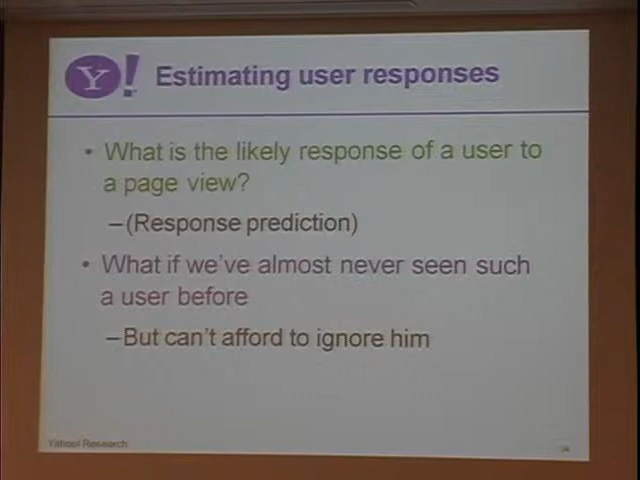 Y! Estimating user responses
• What is the likely response of a user to
a page view?
–(Response prediction)
• What if we've almost never seen such
a user before
–But can't afford to ignore him
Yahoo! Research